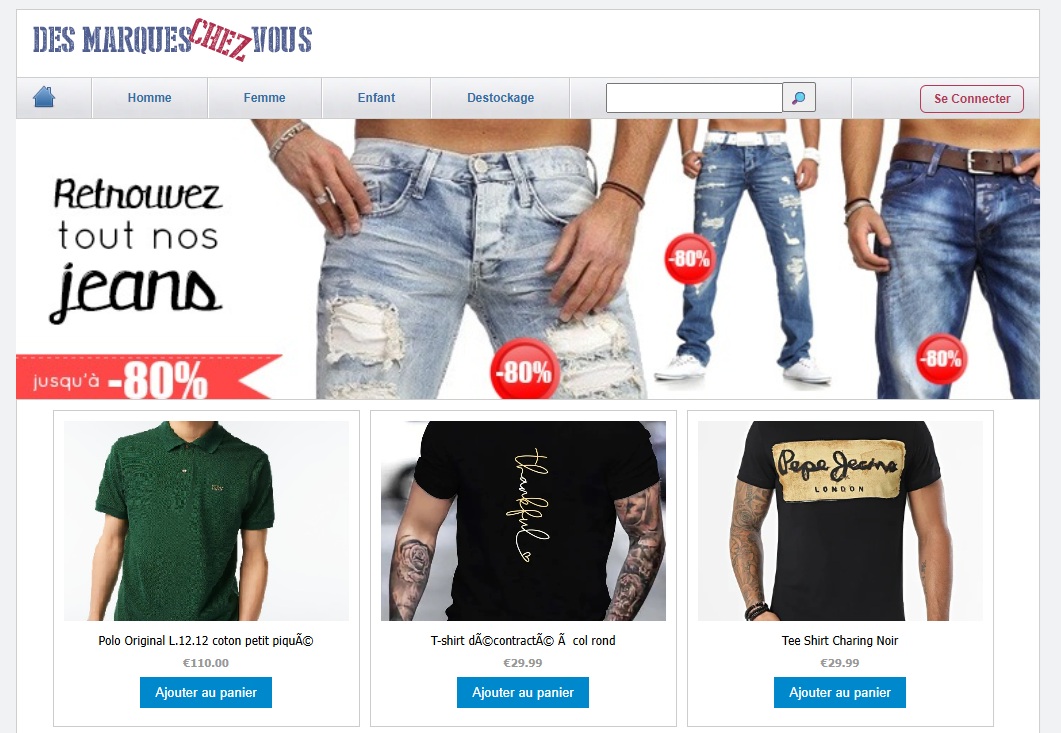 DES MARQUES CHEZ VOUS
Homme
Femme
Enfant
Destockage
Se Connecter
Retrouvez
tout nos
jeans
jusqu'à -80%
-80%
-80%
-80%
thankful
Pepe Jeans
LONDON
Polo Original L.12.12 coton petit piquÃ©
T-shirt dÃ©contractÃ© Ã  col rond
Tee Shirt Charing Noir
€110.00
€29.99
€29.99
Ajouter au panier
Ajouter au panier
Ajouter au panier